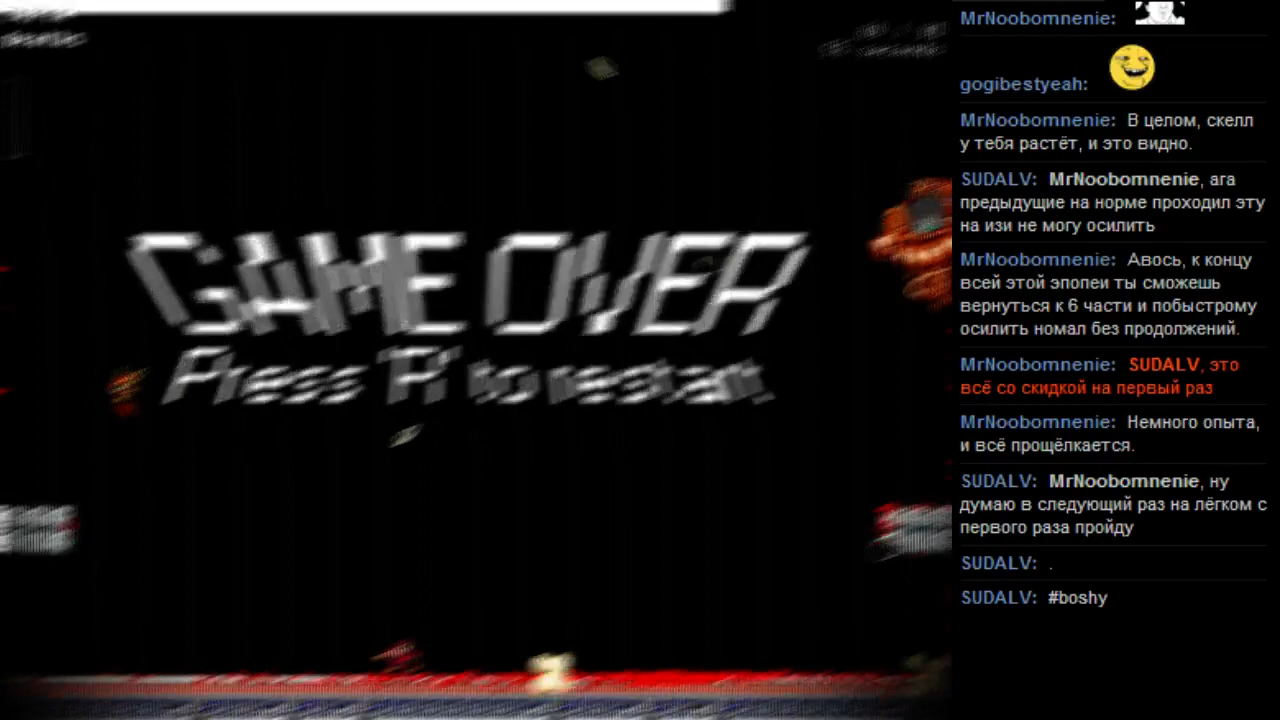 GAME OVER
Press 'R' to restart.
MrNoobomnenie:
gogibestyeah:
MrNoobomnenie: В целом, скелл
у тебя растёт, и это видно.
SUDALV: MrNoobomnenie, ага
предыдущие на норме проходил эту
на изи не могу осилить
MrNoobomnenie: Авось, к концу
всей этой эпопеи ты сможешь
вернуться к 6 части и побыстрому
осилить номал без продолжений.
MrNoobomnenie: SUDALV, это
всё со скидкой на первый раз
MrNoobomnenie: Немного опыта,
и всё прощёлкается.
SUDALV: MrNoobomnenie, ну
думаю в следующий раз на лёгком с
первого раза пройду
SUDALV: .
SUDALV: #boshy